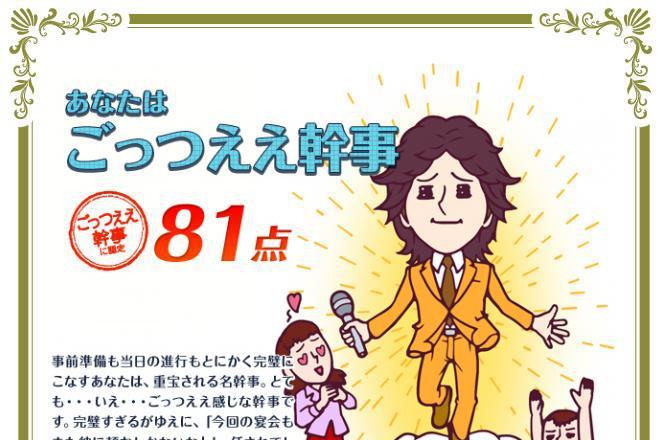 あなたは
ごっつええ幹事
ごっつええ
幹事
に認定
81点
事前準備も当日の進行もとにかく完璧に
こなすあなたは、重宝される名幹事。とて
も・・・いえ・・・ごっつええ感じな幹事で
す。完璧すぎるがゆえに、「今回の宴会も